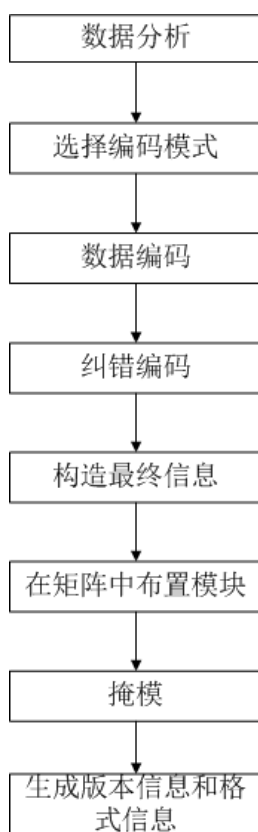 数据分析
选择编码模式
数据编码
纠错编码
构造最终信息
在矩阵中布置模块
掩模
生成版本信息和格
式信息